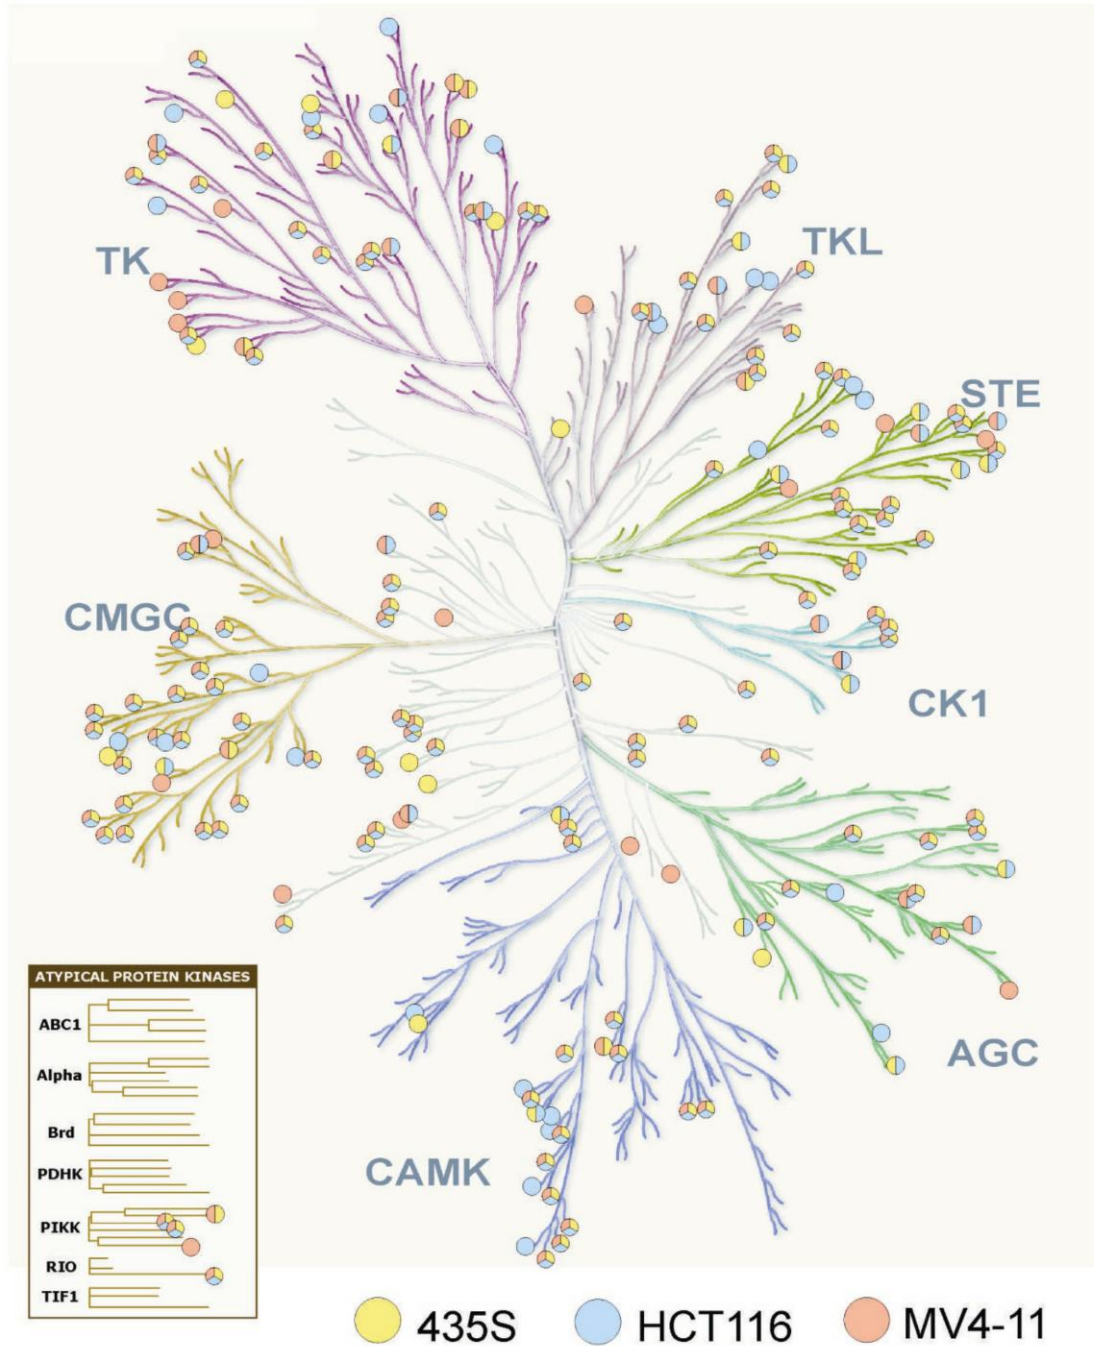 TK
TKL
STE
CMGC
CK1
ATYPICAL PROTEIN KINASES
ABC1
Alpha
Brd
PDHK
PIKK
RIO
TIF1
AGC
CAMK
435S
HCT116
MV4-11